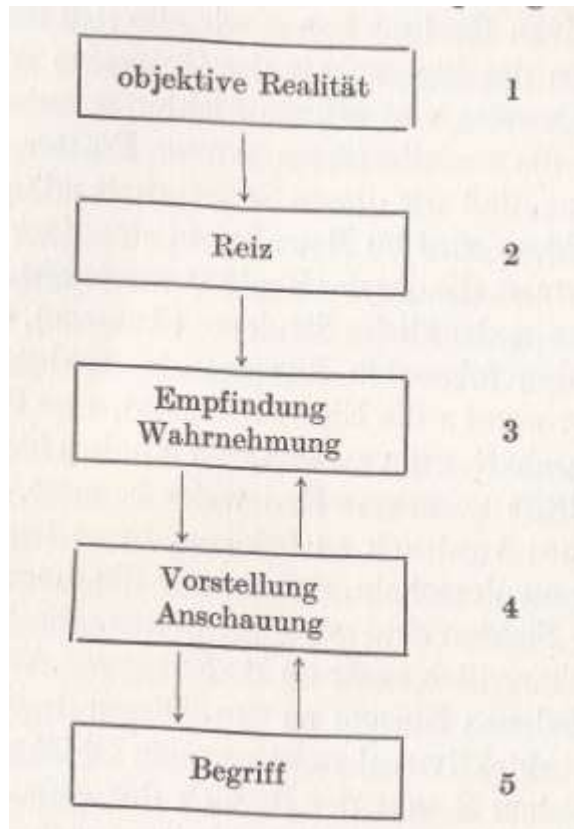 objektive Realität 1
Reiz 2
Empfindung
Wahrnehmung 3
Vorstellung
Anschauung 4
Begriff 5